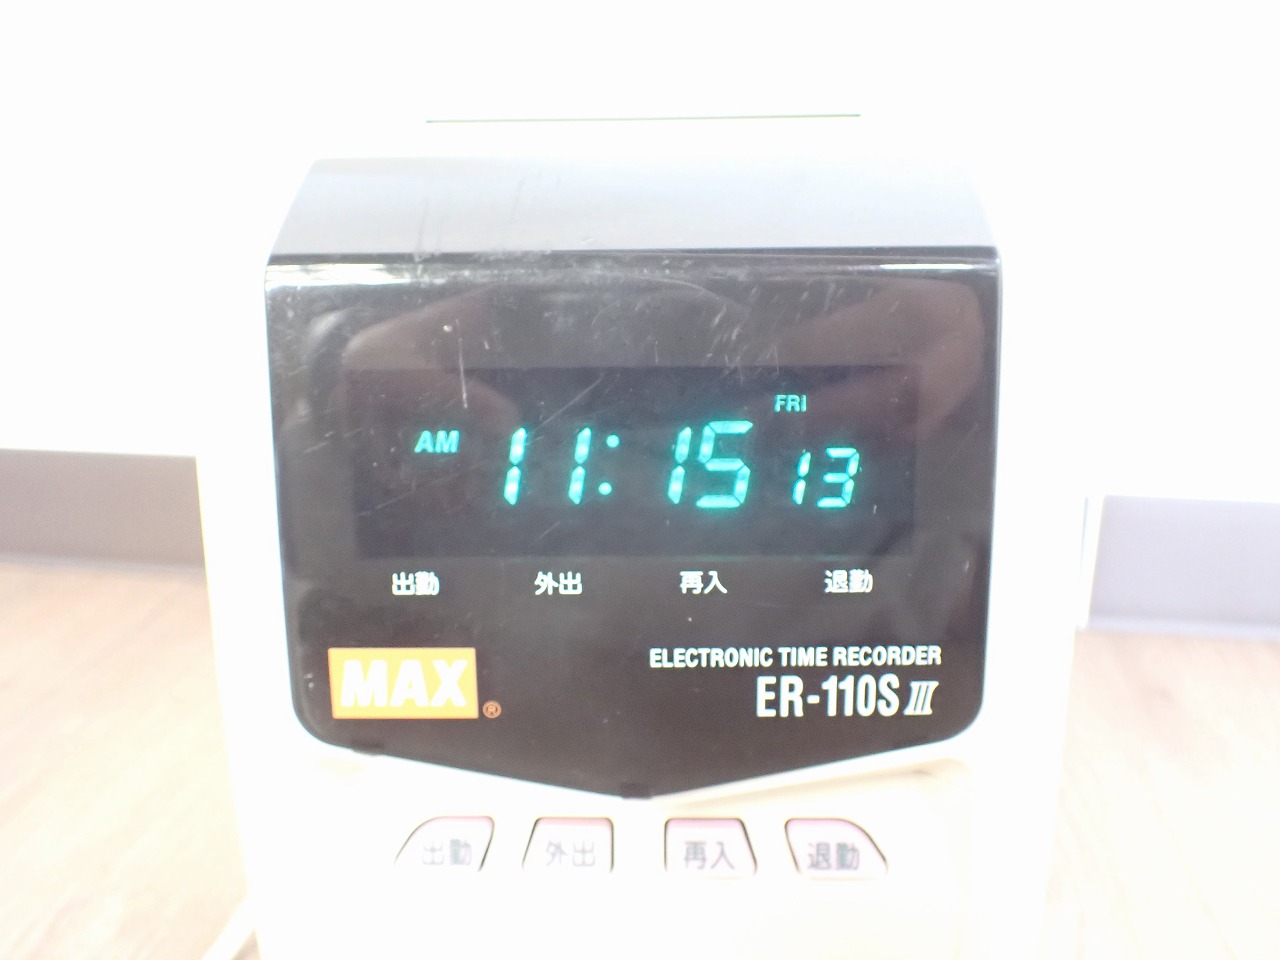 FRI
AM 11:15 13
出勤 外出 再入 退勤
MAX®
ELECTRONIC TIME RECORDER
ER-110SⅢ
出勤 外出 再入 退勤